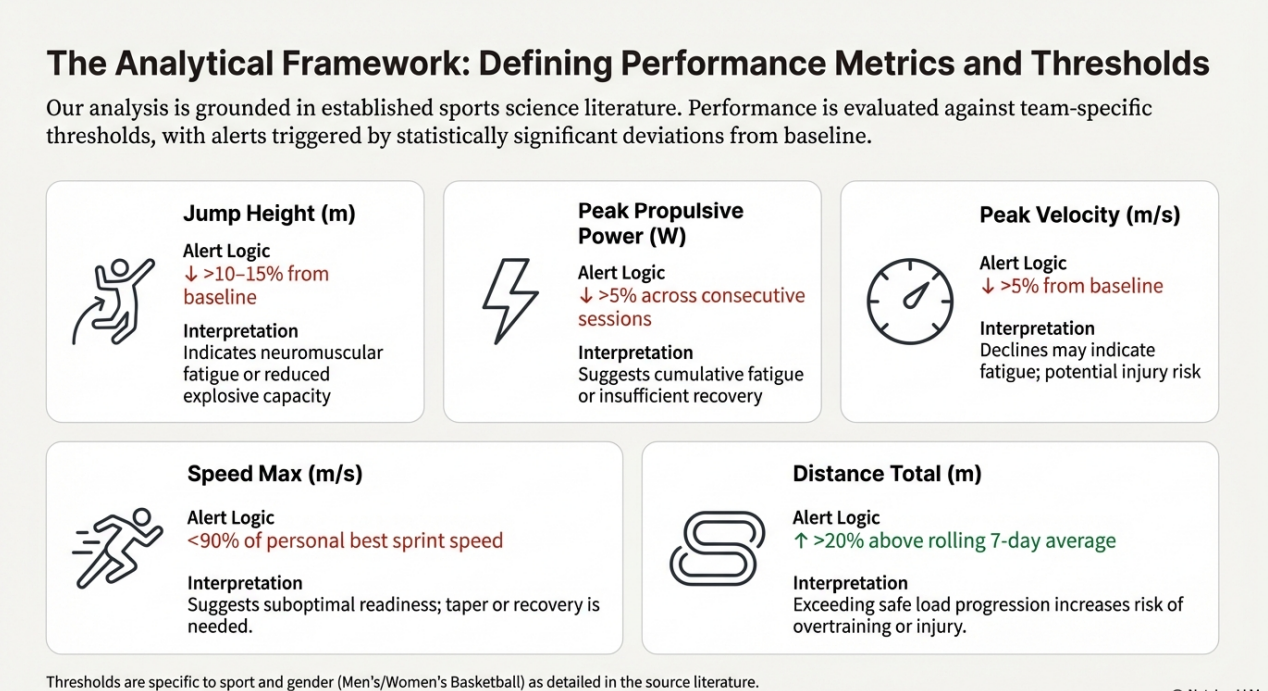 The Analytical Framework: Defining Performance Metrics and Thresholds
Our analysis is grounded in established sports science literature. Performance is evaluated against team-specific
thresholds, with alerts triggered by statistically significant deviations from baseline.
Jump Height (m)
Alert Logic
↓ >10–15% from
baseline
Interpretation
Indicates neuromuscular
fatigue or reduced
explosive capacity
Peak Propulsive
Power (W)
Alert Logic
↓ >5% across consecutive
sessions
Interpretation
Suggests cumulative fatigue
or insufficient recovery
Peak Velocity (m/s)
Alert Logic
↓ >5% from baseline
Interpretation
Declines may indicate
fatigue; potential injury risk
Speed Max (m/s)
Alert Logic
<90% of personal best sprint speed
Interpretation
Suggests suboptimal readiness; taper or recovery is
needed.
Distance Total (m)
Alert Logic
↑ >20% above rolling 7-day average
Interpretation
Exceeding safe load progression increases risk of
overtraining or injury.
Thresholds are specific to sport and gender (Men's/Women's Basketball) as detailed in the source literature.